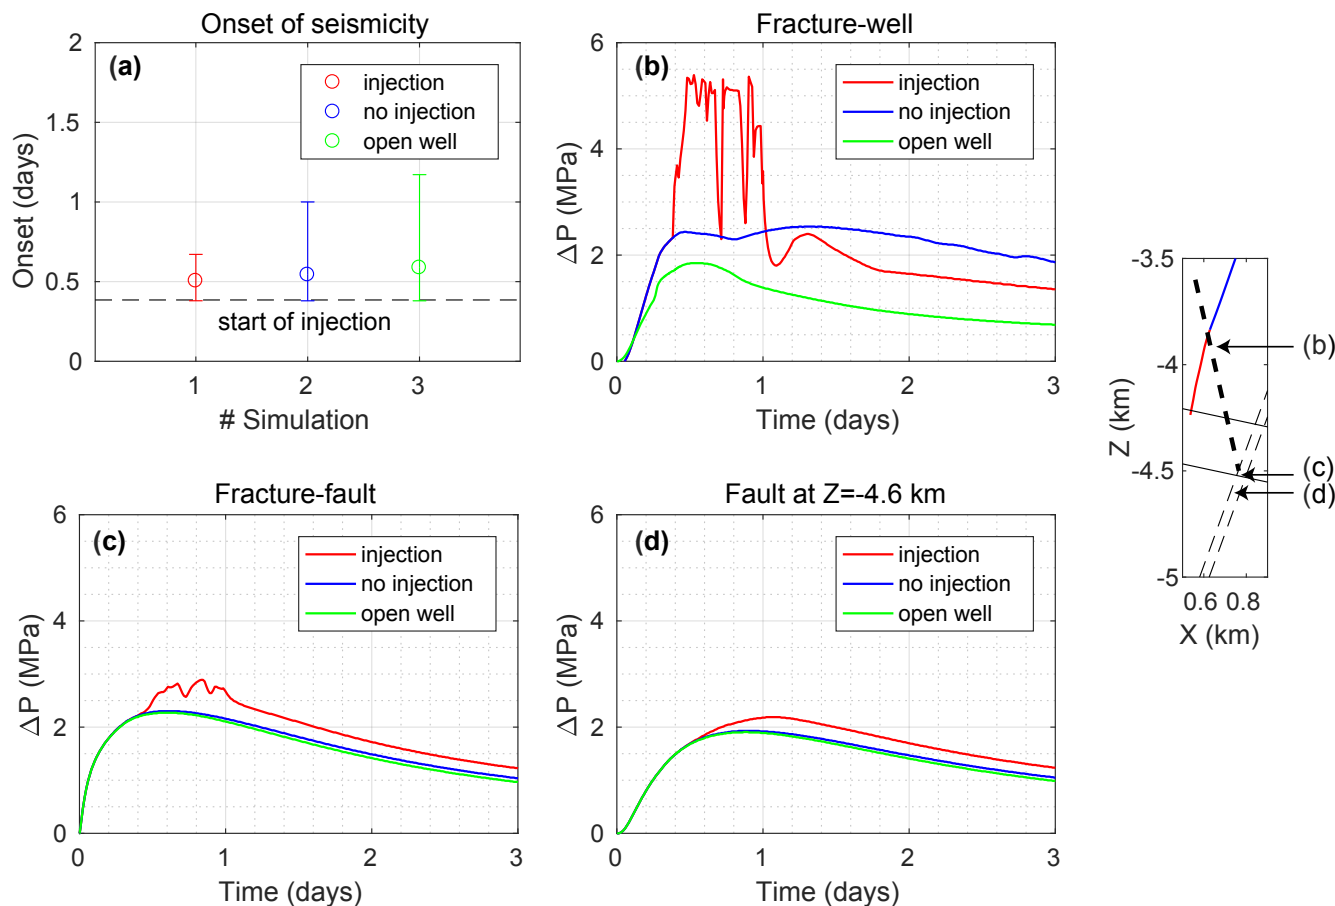 Onset of seismicity
(a)
2
1.5
1
0.5
0
Onset (days)
injection
no injection
open well
start of injection
1
2
3
# Simulation
Fracture-well
(b)
6
4
2
0
ΔP (MPa)
injection
no injection
open well
0
1
2
3
Time (days)
-3.5
-4
-4.5
-5
Z (km)
0.6
0.8
X (km)
(b)
(c)
(d)
Fracture-fault
(c)
6
4
2
0
ΔP (MPa)
injection
no injection
open well
0
1
2
3
Time (days)
Fault at Z=-4.6 km
(d)
6
4
2
0
ΔP (MPa)
injection
no injection
open well
0
1
2
3
Time (days)